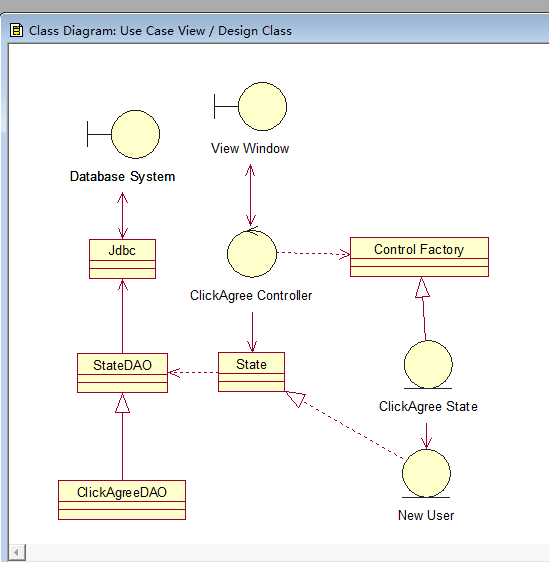 Class Diagram: Use Case View / Design Class
View Window
Database System
Jdbc
Control Factory
ClickAgree Controller
StateDAO
State
ClickAgree State
ClickAgreeDAO
New User